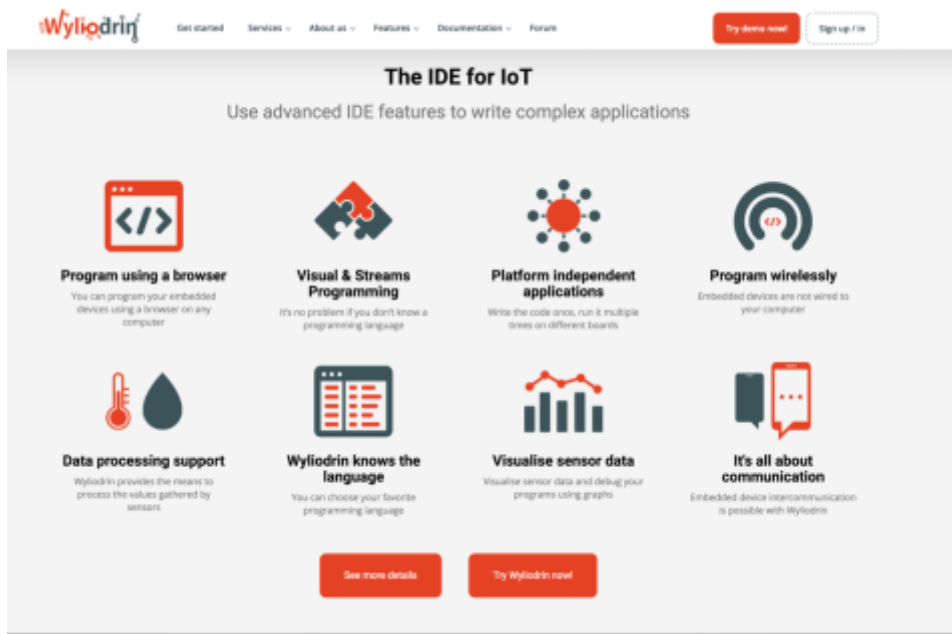 Wyliodrin
Get started Services About us Features Documentation Forum
Try demo now! Sign up / in
The IDE for IoT
Use advanced IDE features to write complex applications
</>
</>
Program using a browser
You can program your embedded
devices using a browser on any
computer
Visual & Streams
Programming
It's no problem if you don't know a
programming language
Platform independent
applications
Write the code once, run it multiple
times on different boards
Program wirelessly
Embedded devices are not wired to
your computer
Data processing support
Wyliodrin provides the means to
process the values gathered by
sensors
Wyliodrin knows the
language
You can choose your favorite
programming language
Visualise sensor data
Visualise sensor data and debug your
programs using graphs
It's all about
communication
Embedded device intercommunication
is possible with Wyliodrin
See more details Try Wyliodrin now!